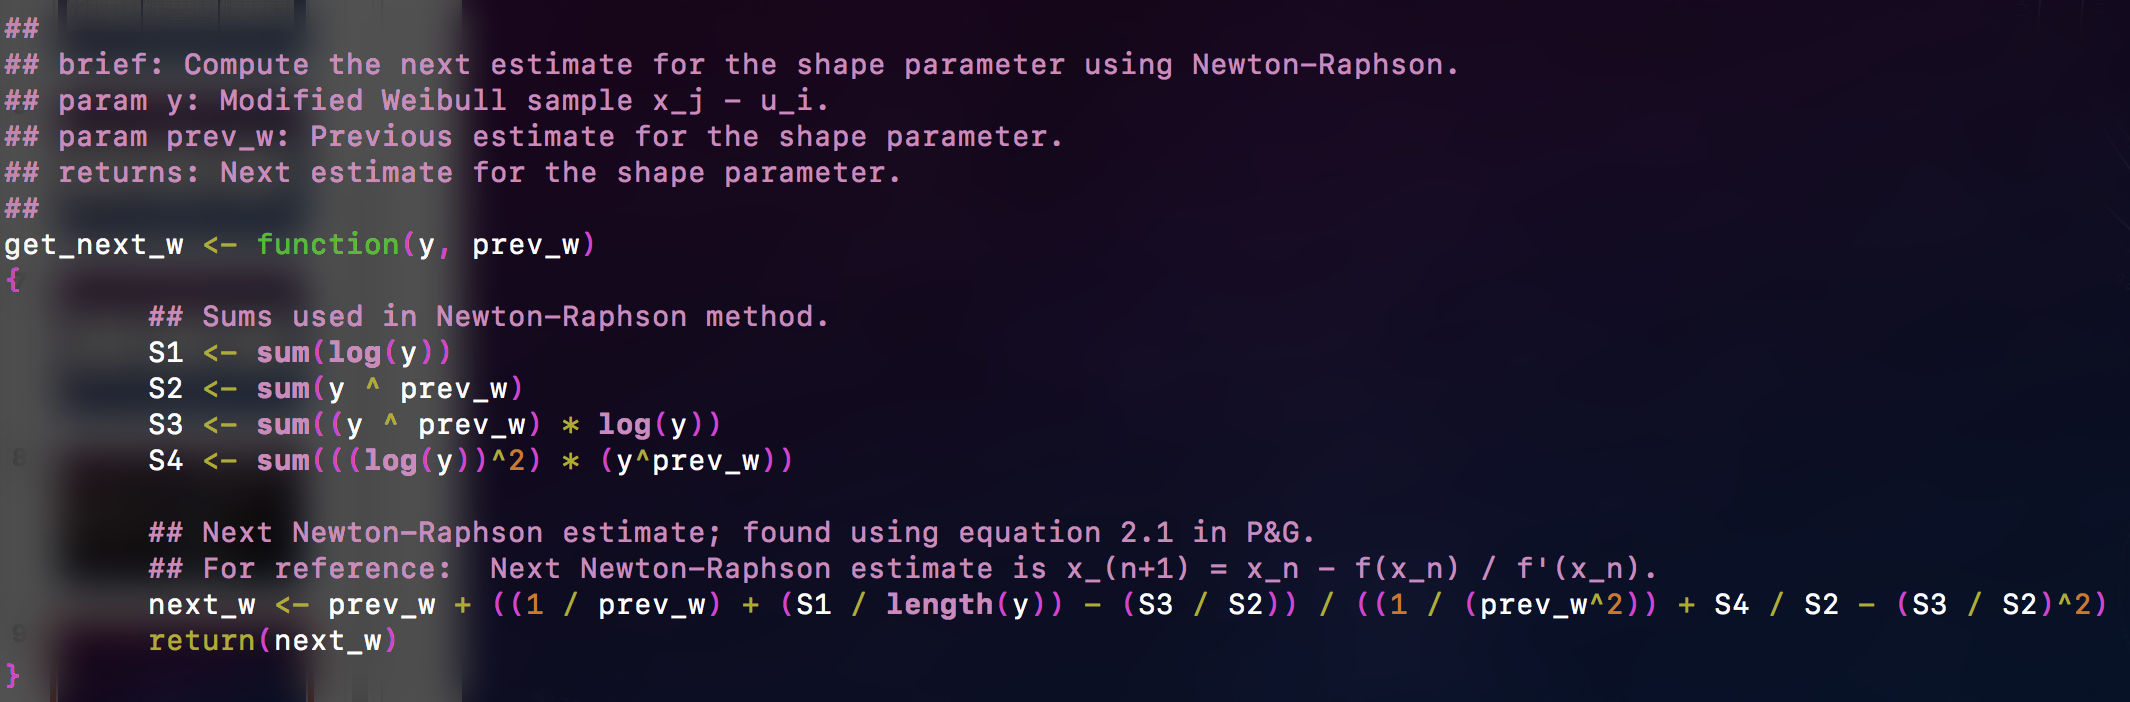 ##
## brief: Compute the next estimate for the shape parameter using Newton-Raphson.
## param y: Modified Weibull sample x_j - u_i.
## param prev_w: Previous estimate for the shape parameter.
## returns: Next estimate for the shape parameter.
##
get_next_w <- function(y, prev_w)
{
        ## Sums used in Newton-Raphson method.
        S1 <- sum(log(y))
        S2 <- sum(y ^ prev_w)
        S3 <- sum((y ^ prev_w) * log(y))
        S4 <- sum(((log(y))^2) * (y^prev_w))

        ## Next Newton-Raphson estimate; found using equation 2.1 in P&G.
        ## For reference:  Next Newton-Raphson estimate is x_(n+1) = x_n - f(x_n) / f'(x_n).
        next_w <- prev_w + ((1 / prev_w) + (S1 / length(y)) - (S3 / S2)) / ((1 / (prev_w^2)) + S4 / S2 - (S3 / S2)^2)
        return(next_w)
}